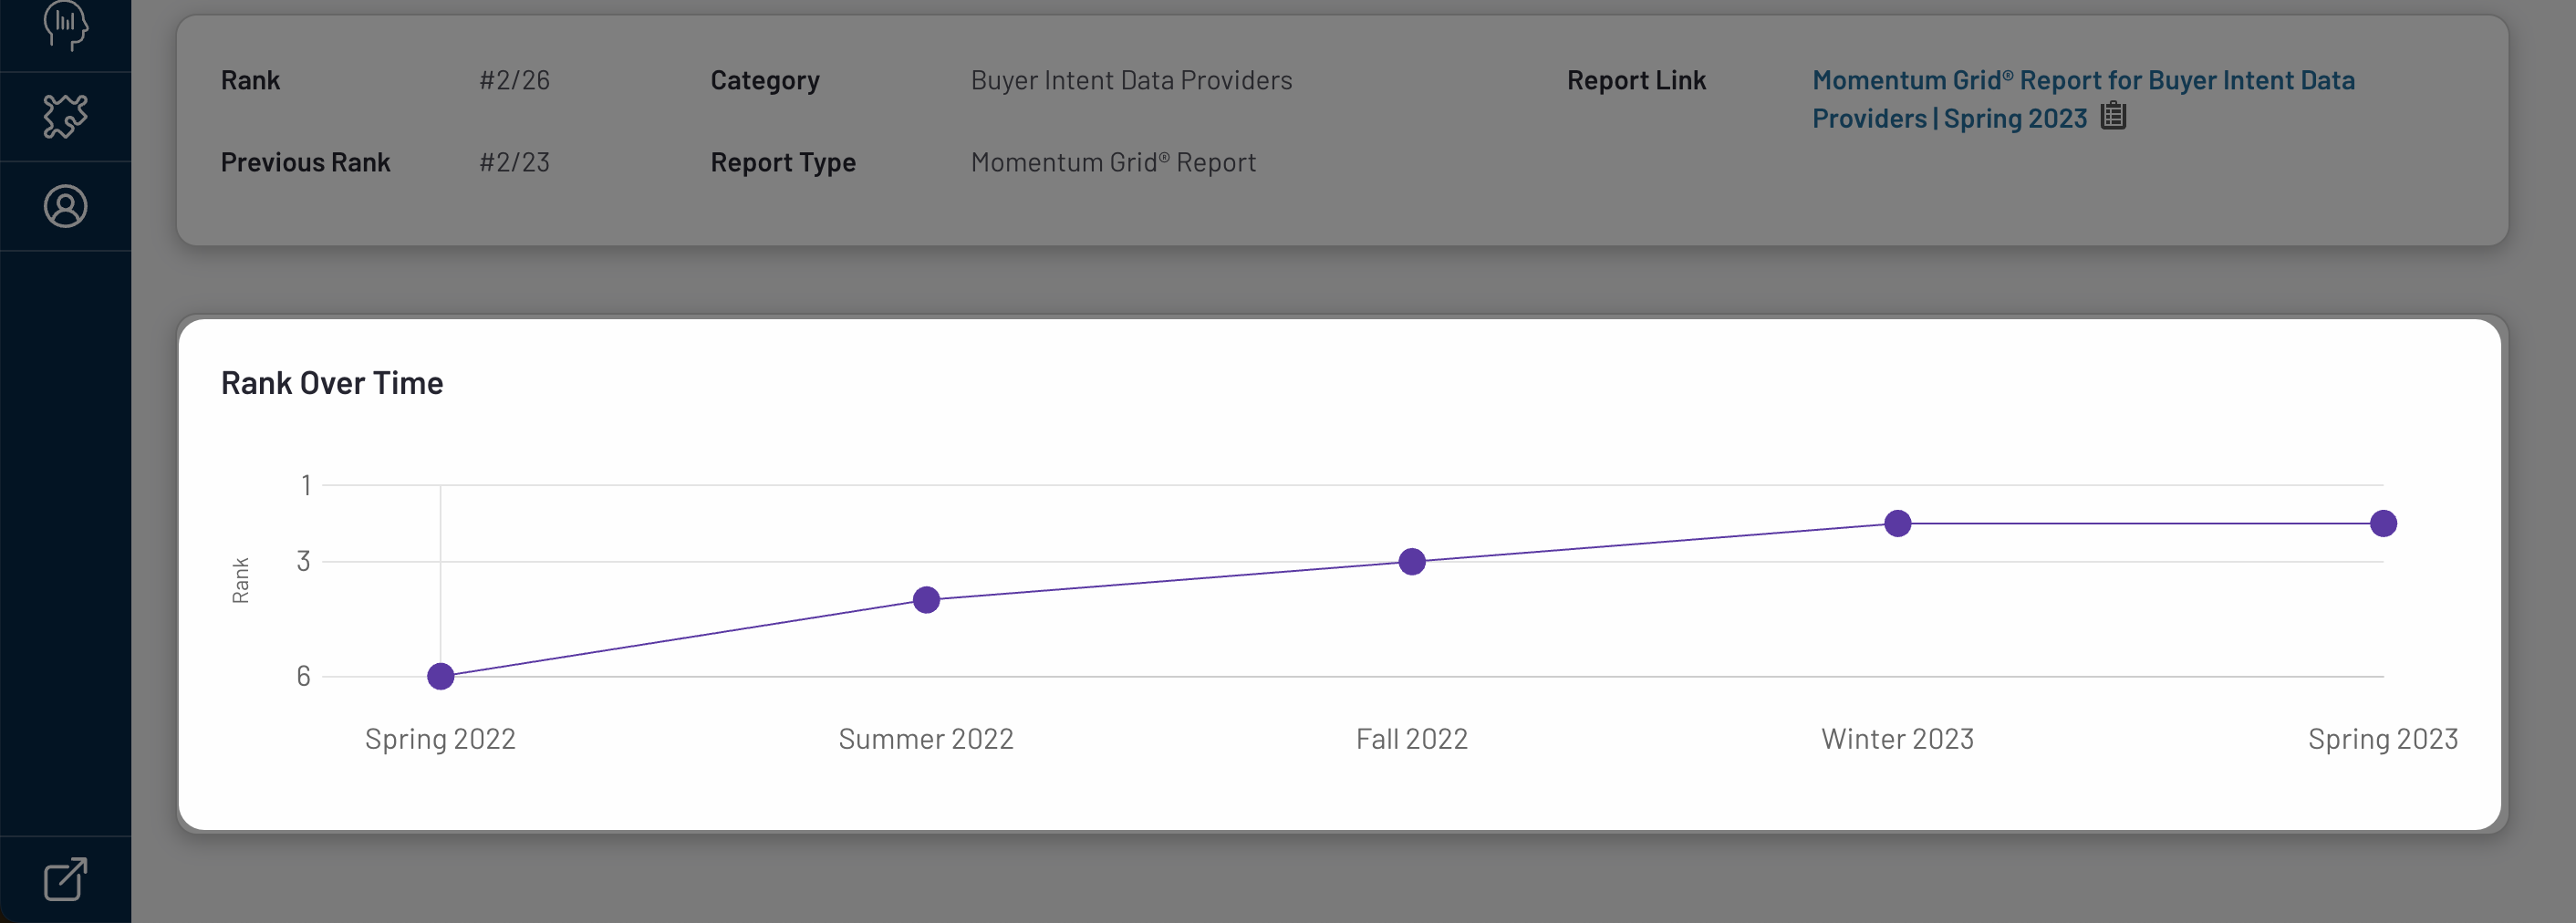 Rank #2/26 Category Buyer Intent Data Providers Report Link Momentum Grid® Report for Buyer Intent Data
Providers | Spring 2023
Previous Rank #2/23 Report Type Momentum Grid® Report
Rank Over Time
1
3
6
Rank
Spring 2022 Summer 2022 Fall 2022 Winter 2023 Spring 2023